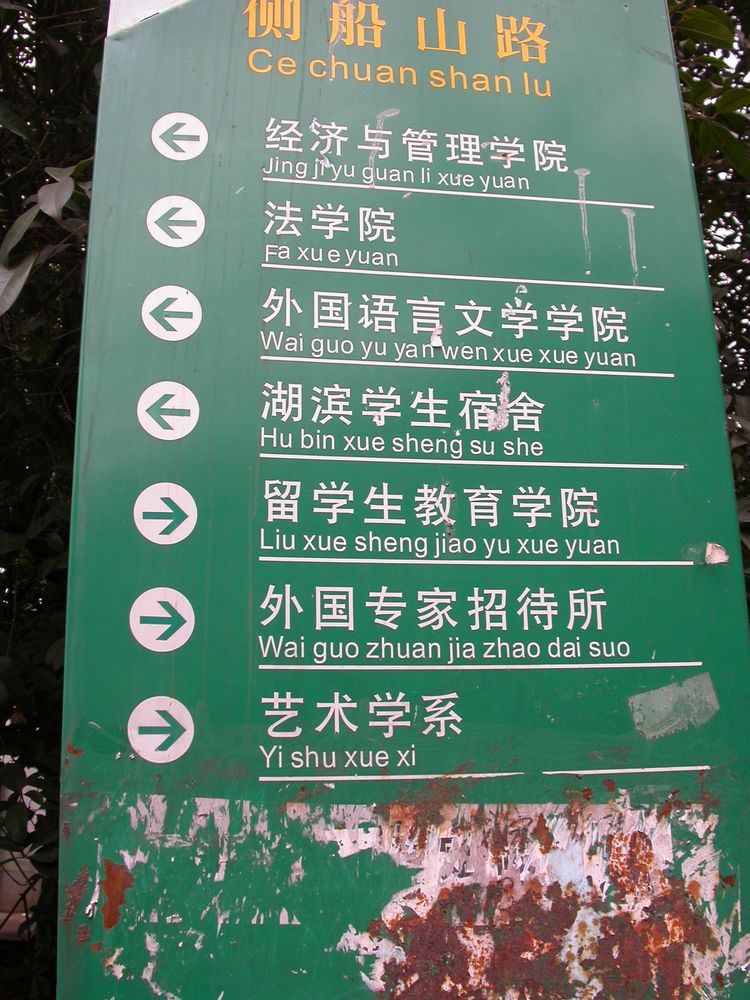 侧船山路
Ce chuan shan lu
经济与管理学院
Jing ji yu guan li xue yuan
法学院
Fa xue yuan
外国语言文学学院
Wai guo yu yan wen xue xue yuan
湖滨学生宿舍
Hu bin xue sheng su she
留学生教育学院
Liu xue sheng jiao yu xue yuan
外国专家招待所
Wai guo zhuan jia zhao dai suo
艺术学系
Yi shu xue xi